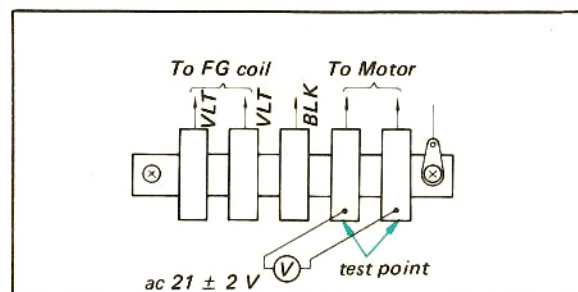 To FG coil
To Motor
VLT
VLT
BLK
V
ac 21 ± 2 V
test point